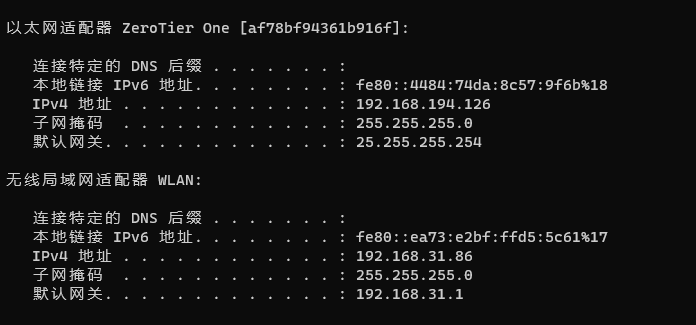 以太网适配器 ZeroTier One [af78bf94361b916f]:
连接特定的 DNS 后缀 . . . . . . . :
本地链接 IPv6 地址. . . . . . . . : fe80::4484:74da:8c57:9f6b%18
IPv4 地址 . . . . . . . . . . . . : 192.168.194.126
子网掩码  . . . . . . . . . . . . : 255.255.255.0
默认网关. . . . . . . . . . . . . : 25.255.255.254
无线局域网适配器 WLAN:
连接特定的 DNS 后缀 . . . . . . . :
本地链接 IPv6 地址. . . . . . . . : fe80::ea73:e2bf:ffd5:5c61%17
IPv4 地址 . . . . . . . . . . . . : 192.168.31.86
子网掩码  . . . . . . . . . . . . : 255.255.255.0
默认网关. . . . . . . . . . . . . : 192.168.31.1